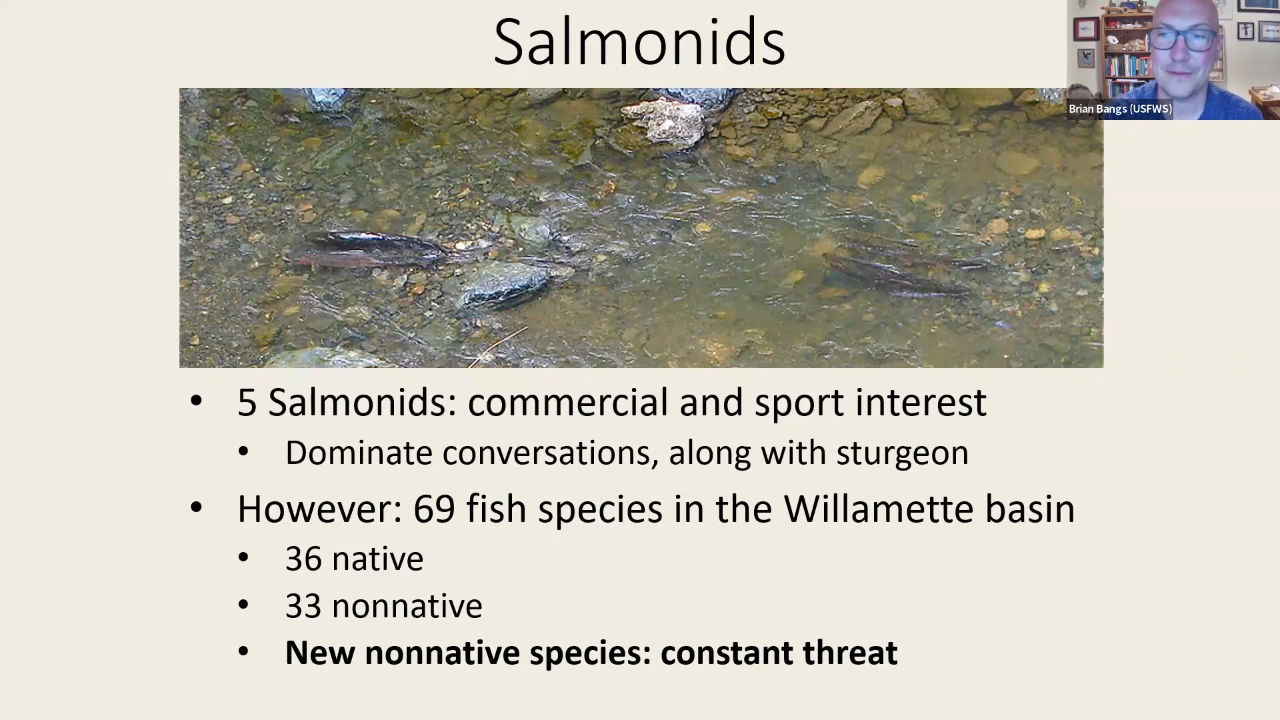 Salmonids
Brian Bangs (USFWS)
• 5 Salmonids: commercial and sport interest
• Dominate conversations, along with sturgeon
• However: 69 fish species in the Willamette basin
• 36 native
• 33 nonnative
• New nonnative species: constant threat